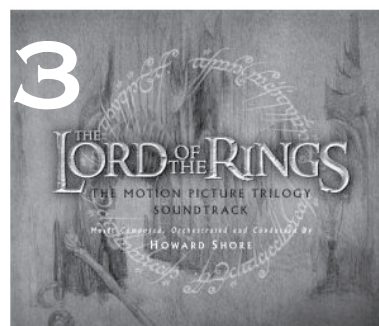 3
THE
LORD OF THE RINGS
THE MOTION PICTURE TRILOGY
SOUNDTRACK
Music Composed, Orchestrated and Conducted By
HOWARD SHORE